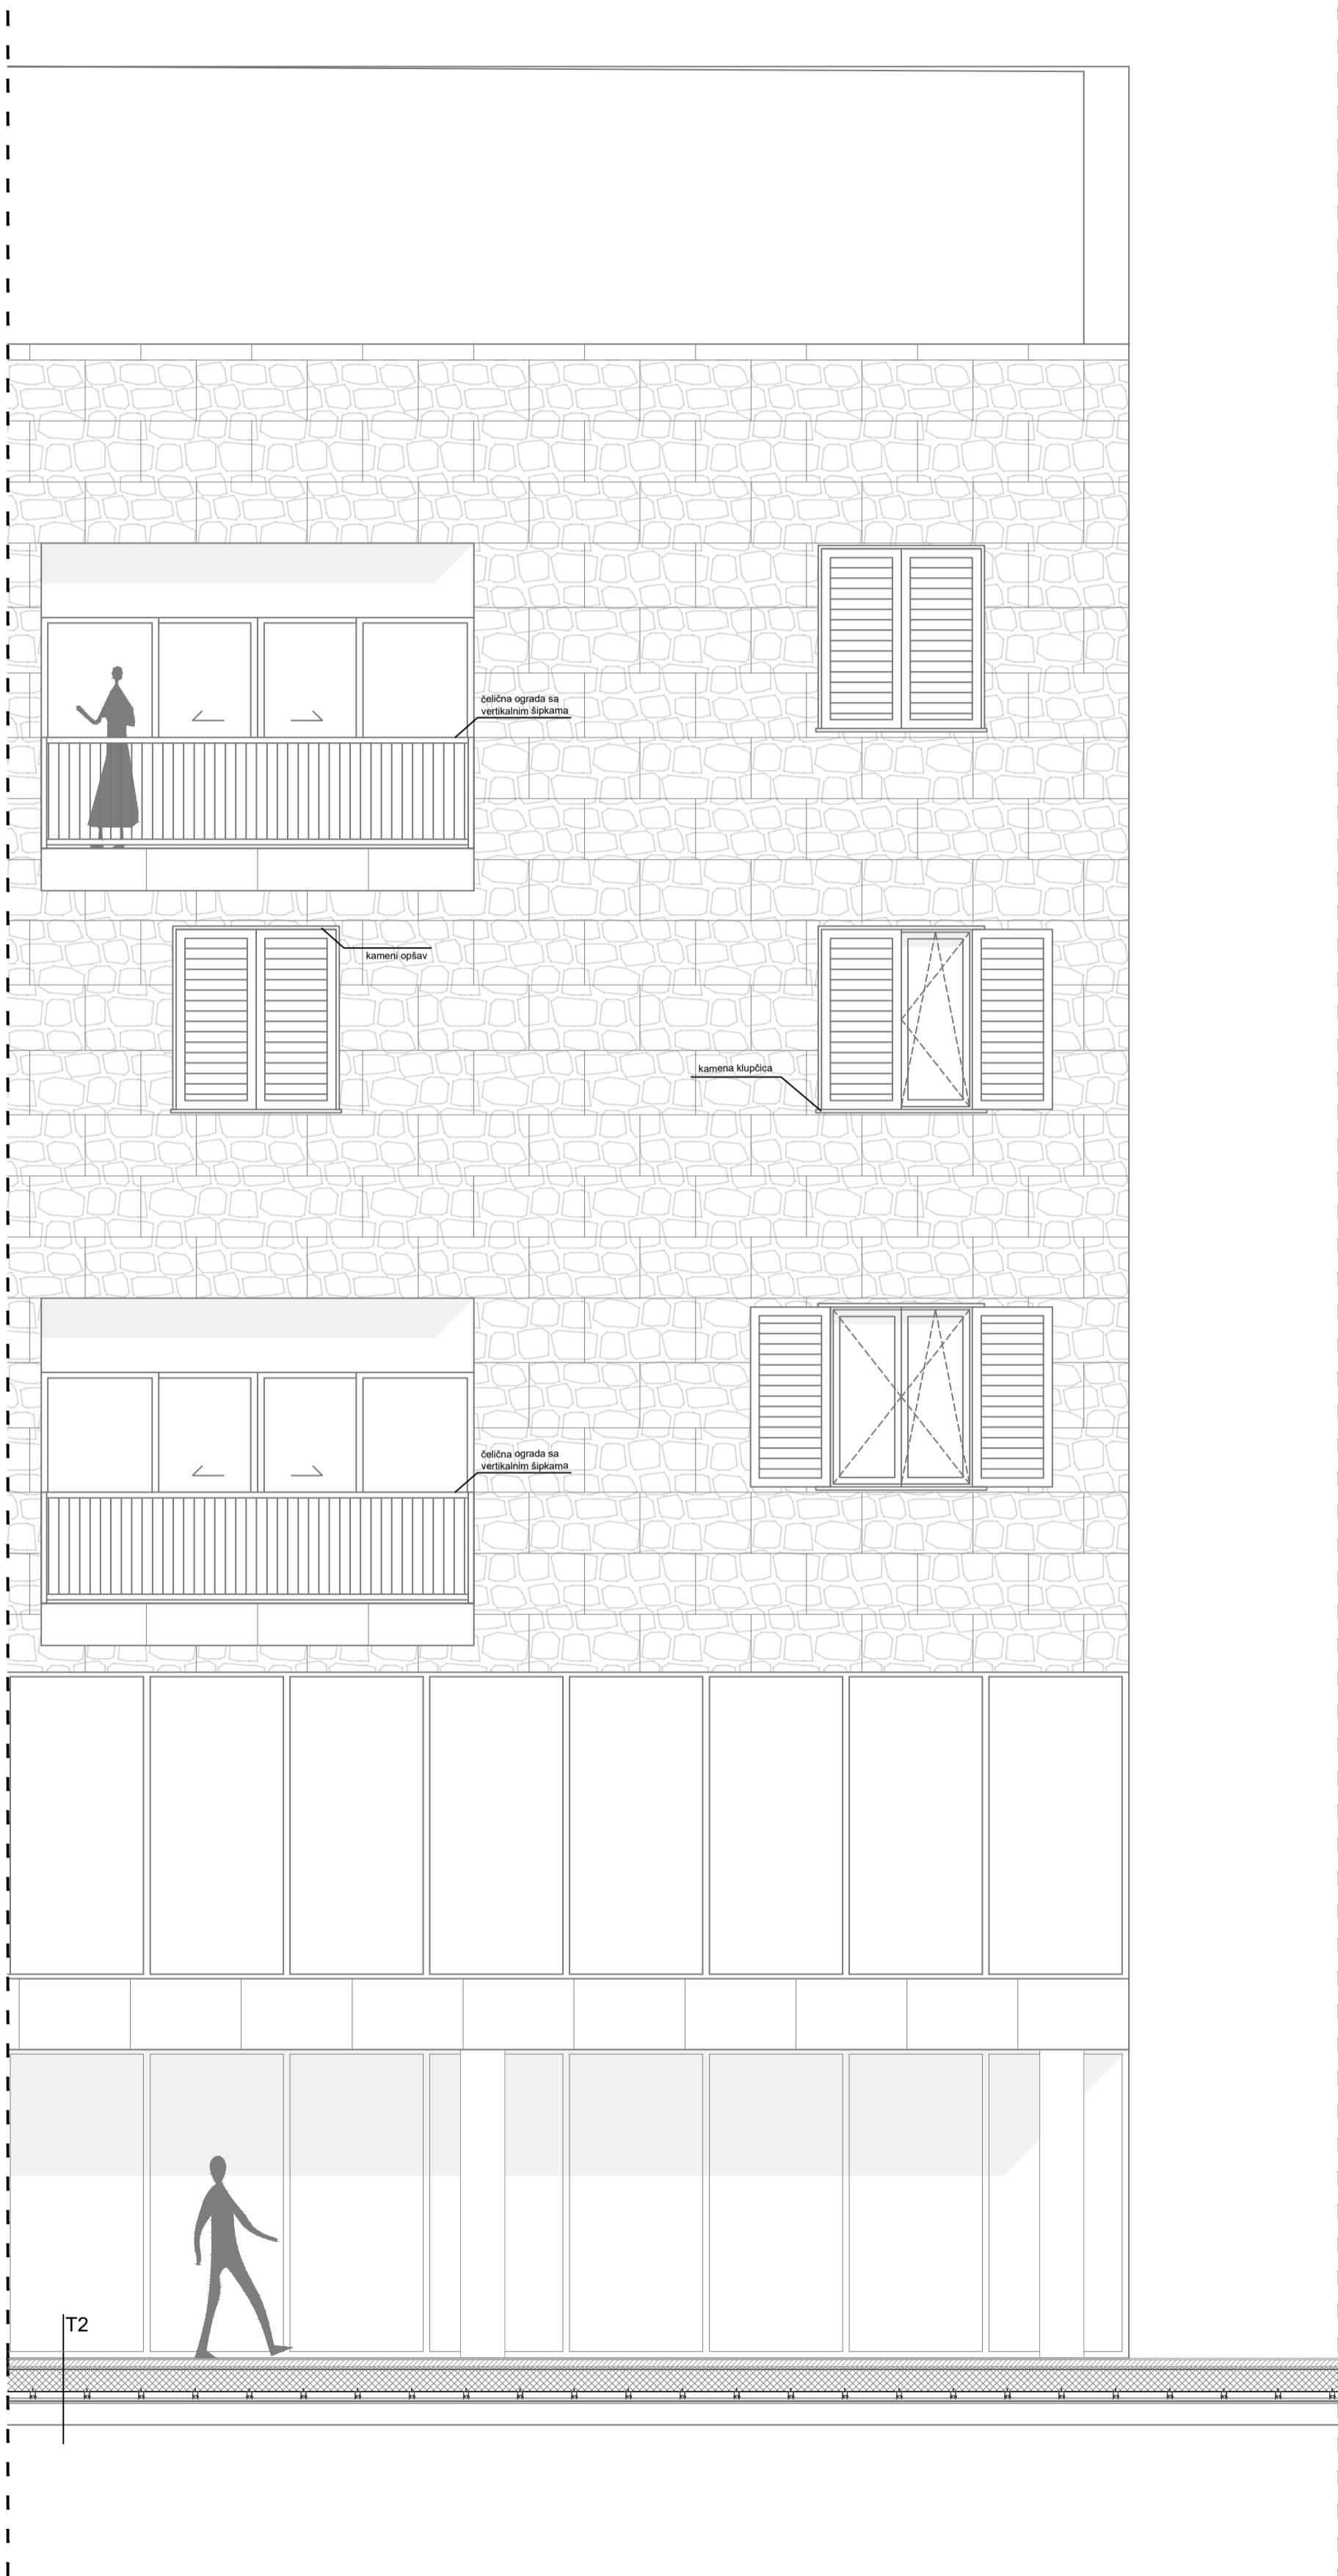 čelična ograda sa
vertikalnim šipkama
kameni opšav
kamena klupčica
čelična ograda sa
vertikalnim šipkama
T2